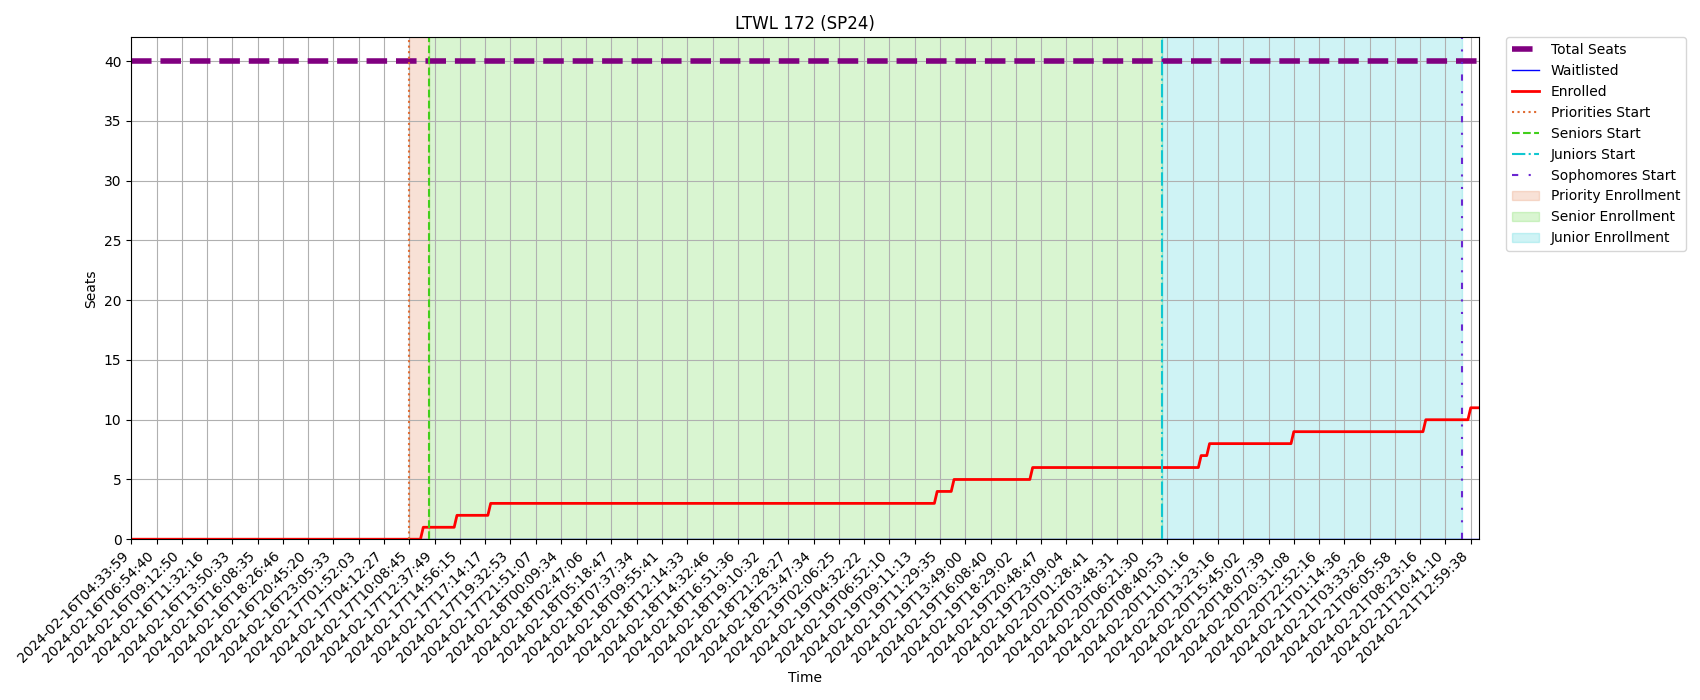 LTWL 172 (SP24)
Seats
40
35
30
25
20
15
10
5
0
2024-02-16T04:33:59
2024-02-16T06:54:40
2024-02-16T09:12:50
2024-02-16T11:32:16
2024-02-16T13:50:33
2024-02-16T16:08:35
2024-02-16T18:26:46
2024-02-16T20:45:20
2024-02-16T23:05:33
2024-02-17T01:52:03
2024-02-17T04:12:27
2024-02-17T10:08:45
2024-02-17T12:37:49
2024-02-17T14:56:15
2024-02-17T17:14:17
2024-02-17T19:32:53
2024-02-17T21:51:07
2024-02-18T00:09:34
2024-02-18T02:47:06
2024-02-18T05:18:47
2024-02-18T07:37:34
2024-02-18T09:55:41
2024-02-18T12:14:33
2024-02-18T14:32:46
2024-02-18T16:51:36
2024-02-18T19:10:32
2024-02-18T21:28:27
2024-02-18T23:47:34
2024-02-19T02:06:25
2024-02-19T04:32:22
2024-02-19T06:52:10
2024-02-19T09:11:13
2024-02-19T11:29:35
2024-02-19T13:49:00
2024-02-19T16:08:40
2024-02-19T18:29:02
2024-02-19T20:48:47
2024-02-19T23:09:04
2024-02-20T01:28:41
2024-02-20T03:48:31
2024-02-20T06:21:30
2024-02-20T08:40:53
2024-02-20T11:01:16
2024-02-20T13:23:16
2024-02-20T15:45:02
2024-02-20T18:07:39
2024-02-20T20:31:08
2024-02-20T22:52:16
2024-02-21T01:14:36
2024-02-21T03:33:26
2024-02-21T06:05:58
2024-02-21T08:23:16
2024-02-21T10:41:10
2024-02-21T12:59:38
Time
Total Seats
Waitlisted
Enrolled
Priorities Start
Seniors Start
Juniors Start
Sophomores Start
Priority Enrollment
Senior Enrollment
Junior Enrollment